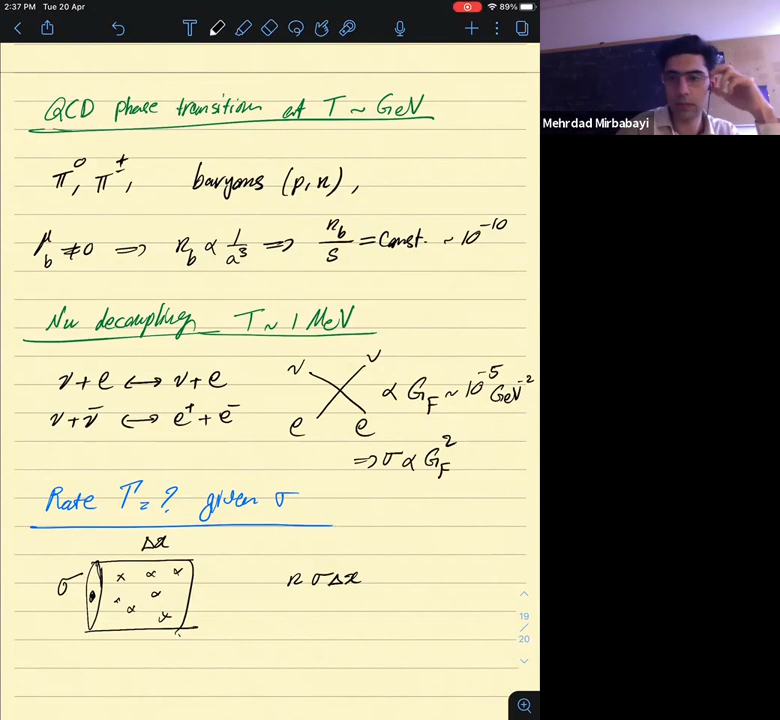 2:37 PM Tue 20 Apr
89%
Mehrdad Mirbabayi
QCD phase transition at T ~ GeV
π⁰, π^±, baryons (p, n),
μ_b ≠ 0 ⟹ n_b ∝ 1/a³ ⟹ n_b/s = Const. ~ 10⁻¹⁰
Nu decoupling T ~ 1 MeV
ν + e ⟷ ν + e
ν + ν̄ ⟷ e⁺ + e⁻
ν ν
e e
∝ G_F ~ 10⁻⁵ GeV⁻²
⟹ σ ∝ G_F²
Rate Γ = ? given σ
Δx
σ
n σ Δx
19
/
20